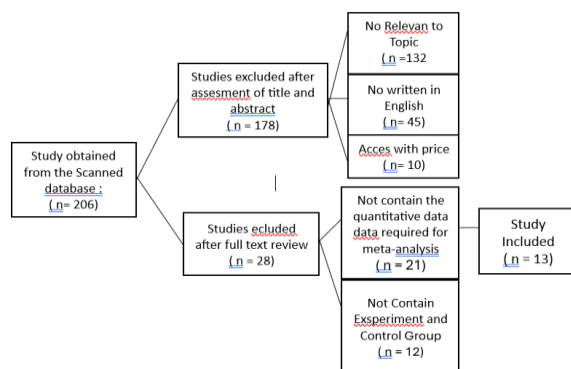 No Relevan to
Topic
( n =132
Studies excluded after
assesment of title and
abstract
( n = 178)
No written in
English
( n= 45)
Acces with price
( n= 10)
Study obtained
from the Scanned
database :
( n= 206)
Studies ecluded
after full text review
( n = 28)
Not contain the
quantitative data
data required for
meta-analysis
( n = 21)
Study
Included
( n = 13)
Not Contain
Exsperiment and
Control Group
( n = 12)